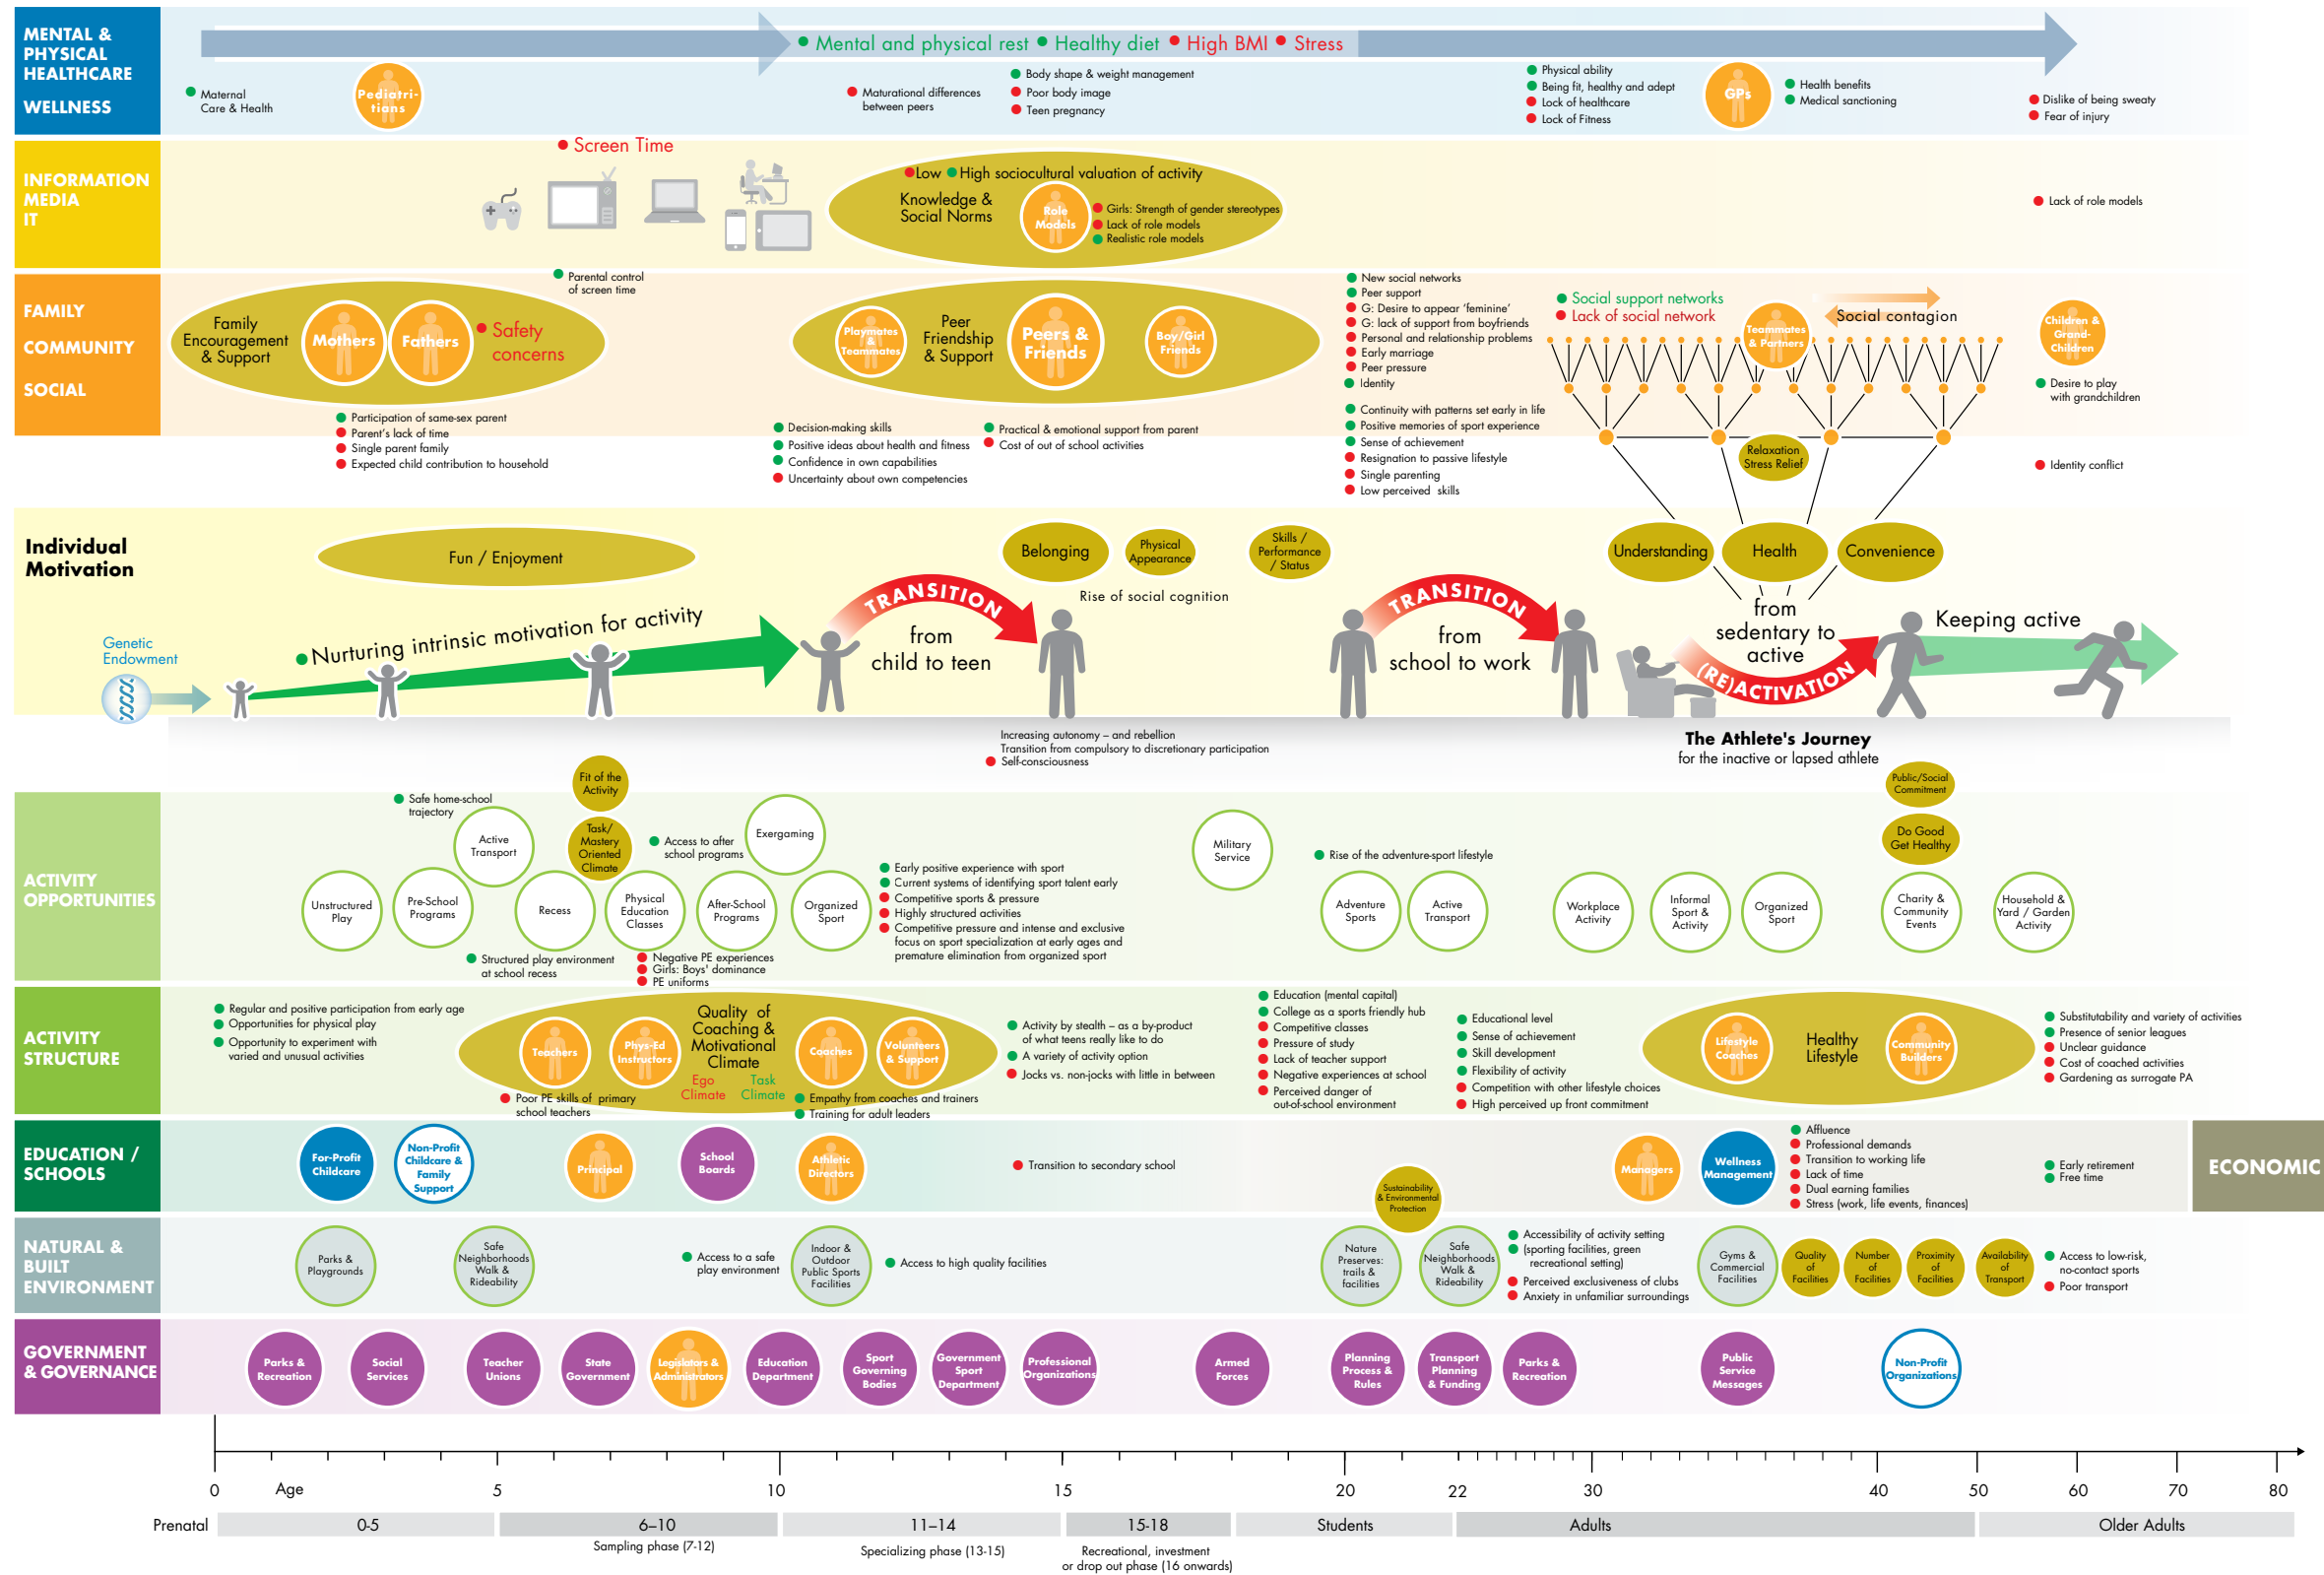 MENTAL &
PHYSICAL
HEALTHCARE
WELLNESS
Mental and physical rest
Healthy diet
High BMI
Stress
Maternal
Care & Health
Pediatri-
tians
Maturational differences
between peers
Body shape & weight management
Poor body image
Teen pregnancy
Physical ability
Being fit, healthy and adept
Lack of healthcare
Lack of Fitness
GPs
Health benefits
Medical sanctioning
Dislike of being sweaty
Fear of injury
INFORMATION
MEDIA
IT
Screen Time
Low
High sociocultural valuation of activity
Knowledge &
Social Norms
Role
Models
Girls: Strength of gender stereotypes
Lack of role models
Realistic role models
Lack of role models
FAMILY
COMMUNITY
SOCIAL
Parental control
of screen time
Family
Encouragement
& Support
Mothers
Fathers
Safety
concerns
Participation of same-sex parent
Parent's lack of time
Single parent family
Expected child contribution to household
Playmates
&
Teammates
Peer
Friendship
& Support
Peers &
Friends
Boy/Girl
Friends
Decision-making skills
Positive ideas about health and fitness
Confidence in own capabilities
Uncertainty about own competencies
Practical & emotional support from parent
Cost of out of school activities
New social networks
Peer support
G: Desire to appear 'feminine'
G: lack of support from boyfriends
Personal and relationship problems
Early marriage
Peer pressure
Identity
Continuity with patterns set early in life
Positive memories of sport experience
Sense of achievement
Resignation to passive lifestyle
Single parenting
Low perceived skills
Social support networks
Lack of social network
Teammates
& Partners
Social contagion
Relaxation
Stress Relief
Children &
Grand-
Children
Desire to play
with grandchildren
Identity conflict
Individual
Motivation
Fun / Enjoyment
Belonging
Physical
Appearance
Skills /
Performance
/ Status
Rise of social cognition
Understanding
Health
Convenience
Genetic
Endowment
Nurturing intrinsic motivation for activity
TRANSITION
from
child to teen
TRANSITION
from
school to work
from
sedentary to
active
(RE)ACTIVATION
Keeping active
Increasing autonomy – and rebellion
Transition from compulsory to discretionary participation
Self-consciousness
The Athlete's Journey
for the inactive or lapsed athlete
ACTIVITY
OPPORTUNITIES
Safe home-school
trajectory
Fit of the
Activity
Task/
Mastery
Oriented
Climate
Active
Transport
Access to after
school programs
Exergaming
Unstructured
Play
Pre-School
Programs
Recess
Physical
Education
Classes
After-School
Programs
Organized
Sport
Structured play environment
at school recess
Negative PE experiences
Girls: Boys' dominance
PE uniforms
Early positive experience with sport
Current systems of identifying sport talent early
Competitive sports & pressure
Highly structured activities
Competitive pressure and intense and exclusive
focus on sport specialization at early ages and
premature elimination from organized sport
Military
Service
Rise of the adventure-sport lifestyle
Adventure
Sports
Active
Transport
Workplace
Activity
Informal
Sport &
Activity
Organized
Sport
Public/Social
Commitment
Do Good
Get Healthy
Charity &
Community
Events
Household &
Yard / Garden
Activity
ACTIVITY
STRUCTURE
Regular and positive participation from early age
Opportunities for physical play
Opportunity to experiment with
varied and unusual activities
Teachers
Phys-Ed
Instructors
Quality of
Coaching &
Motivational
Climate
Ego
Climate
Task
Climate
Coaches
Volunteers
& Support
Poor PE skills of primary
school teachers
Empathy from coaches and trainers
Training for adult leaders
Activity by stealth – as a by-product
of what teens really like to do
A variety of activity option
Jocks vs. non-jocks with little in between
Education (mental capital)
College as a sports friendly hub
Competitive classes
Pressure of study
Lack of teacher support
Negative experiences at school
Perceived danger of
out-of-school environment
Educational level
Sense of achievement
Skill development
Flexibility of activity
Competition with other lifestyle choices
High perceived up front commitment
Lifestyle
Coaches
Healthy
Lifestyle
Community
Builders
Substitutability and variety of activities
Presence of senior leagues
Unclear guidance
Cost of coached activities
Gardening as surrogate PA
EDUCATION /
SCHOOLS
For-Profit
Childcare
Non-Profit
Childcare &
Family
Support
Principal
School
Boards
Athletic
Directors
Transition to secondary school
Sustainability
& Environmental
Protection
Managers
Wellness
Management
Affluence
Professional demands
Transition to working life
Lack of time
Dual earning families
Stress (work, life events, finances)
Early retirement
Free time
ECONOMIC
NATURAL &
BUILT
ENVIRONMENT
Parks &
Playgrounds
Safe
Neighborhoods
Walk &
Rideability
Access to a safe
play environment
Indoor &
Outdoor
Public Sports
Facilities
Access to high quality facilities
Nature
Preserves:
trails &
facilities
Safe
Neighborhoods
Walk &
Rideability
Accessibility of activity setting
(sporting facilities, green
recreational setting)
Perceived exclusiveness of clubs
Anxiety in unfamiliar surroundings
Gyms &
Commercial
Facilities
Quality
of
Facilities
Number
of
Facilities
Proximity
of
Facilities
Availability
of
Transport
Access to low-risk,
no-contact sports
Poor transport
GOVERNMENT
& GOVERNANCE
Parks &
Recreation
Social
Services
Teacher
Unions
State
Government
Legislators &
Administrators
Education
Department
Sport
Governing
Bodies
Government
Sport
Department
Professional
Organizations
Armed
Forces
Planning
Process &
Rules
Transport
Planning
& Funding
Parks &
Recreation
Public
Service
Messages
Non-Profit
Organizations
0 Age 5 10 15 20 22 30 40 50 60 70 80
Prenatal 0-5 6–10 11–14 15-18 Students Adults Older Adults
Sampling phase (7-12)
Specializing phase (13-15)
Recreational, investment
or drop out phase (16 onwards)